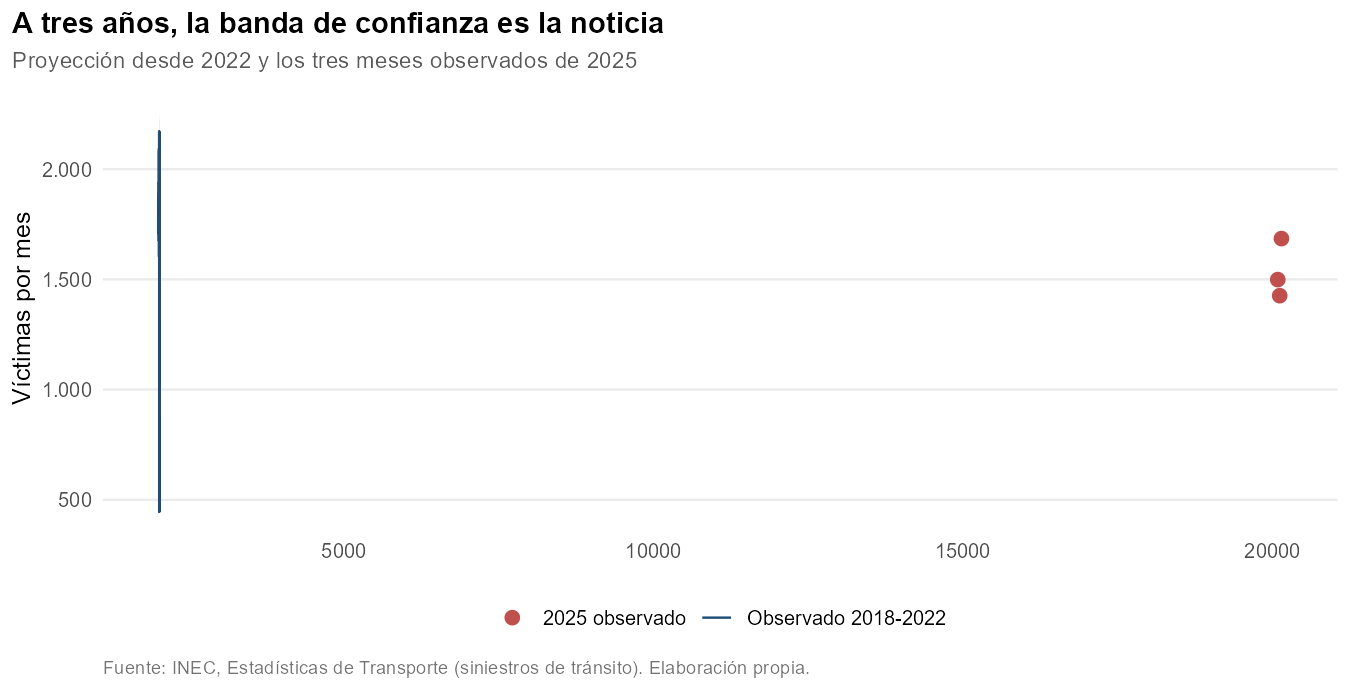 A tres años, la banda de confianza es la noticia
Proyección desde 2022 y los tres meses observados de 2025
Víctimas por mes
2.000
1.500
1.000
500
5000 10000 15000 20000
2025 observado Observado 2018-2022
Fuente: INEC, Estadísticas de Transporte (siniestros de tránsito). Elaboración propia.